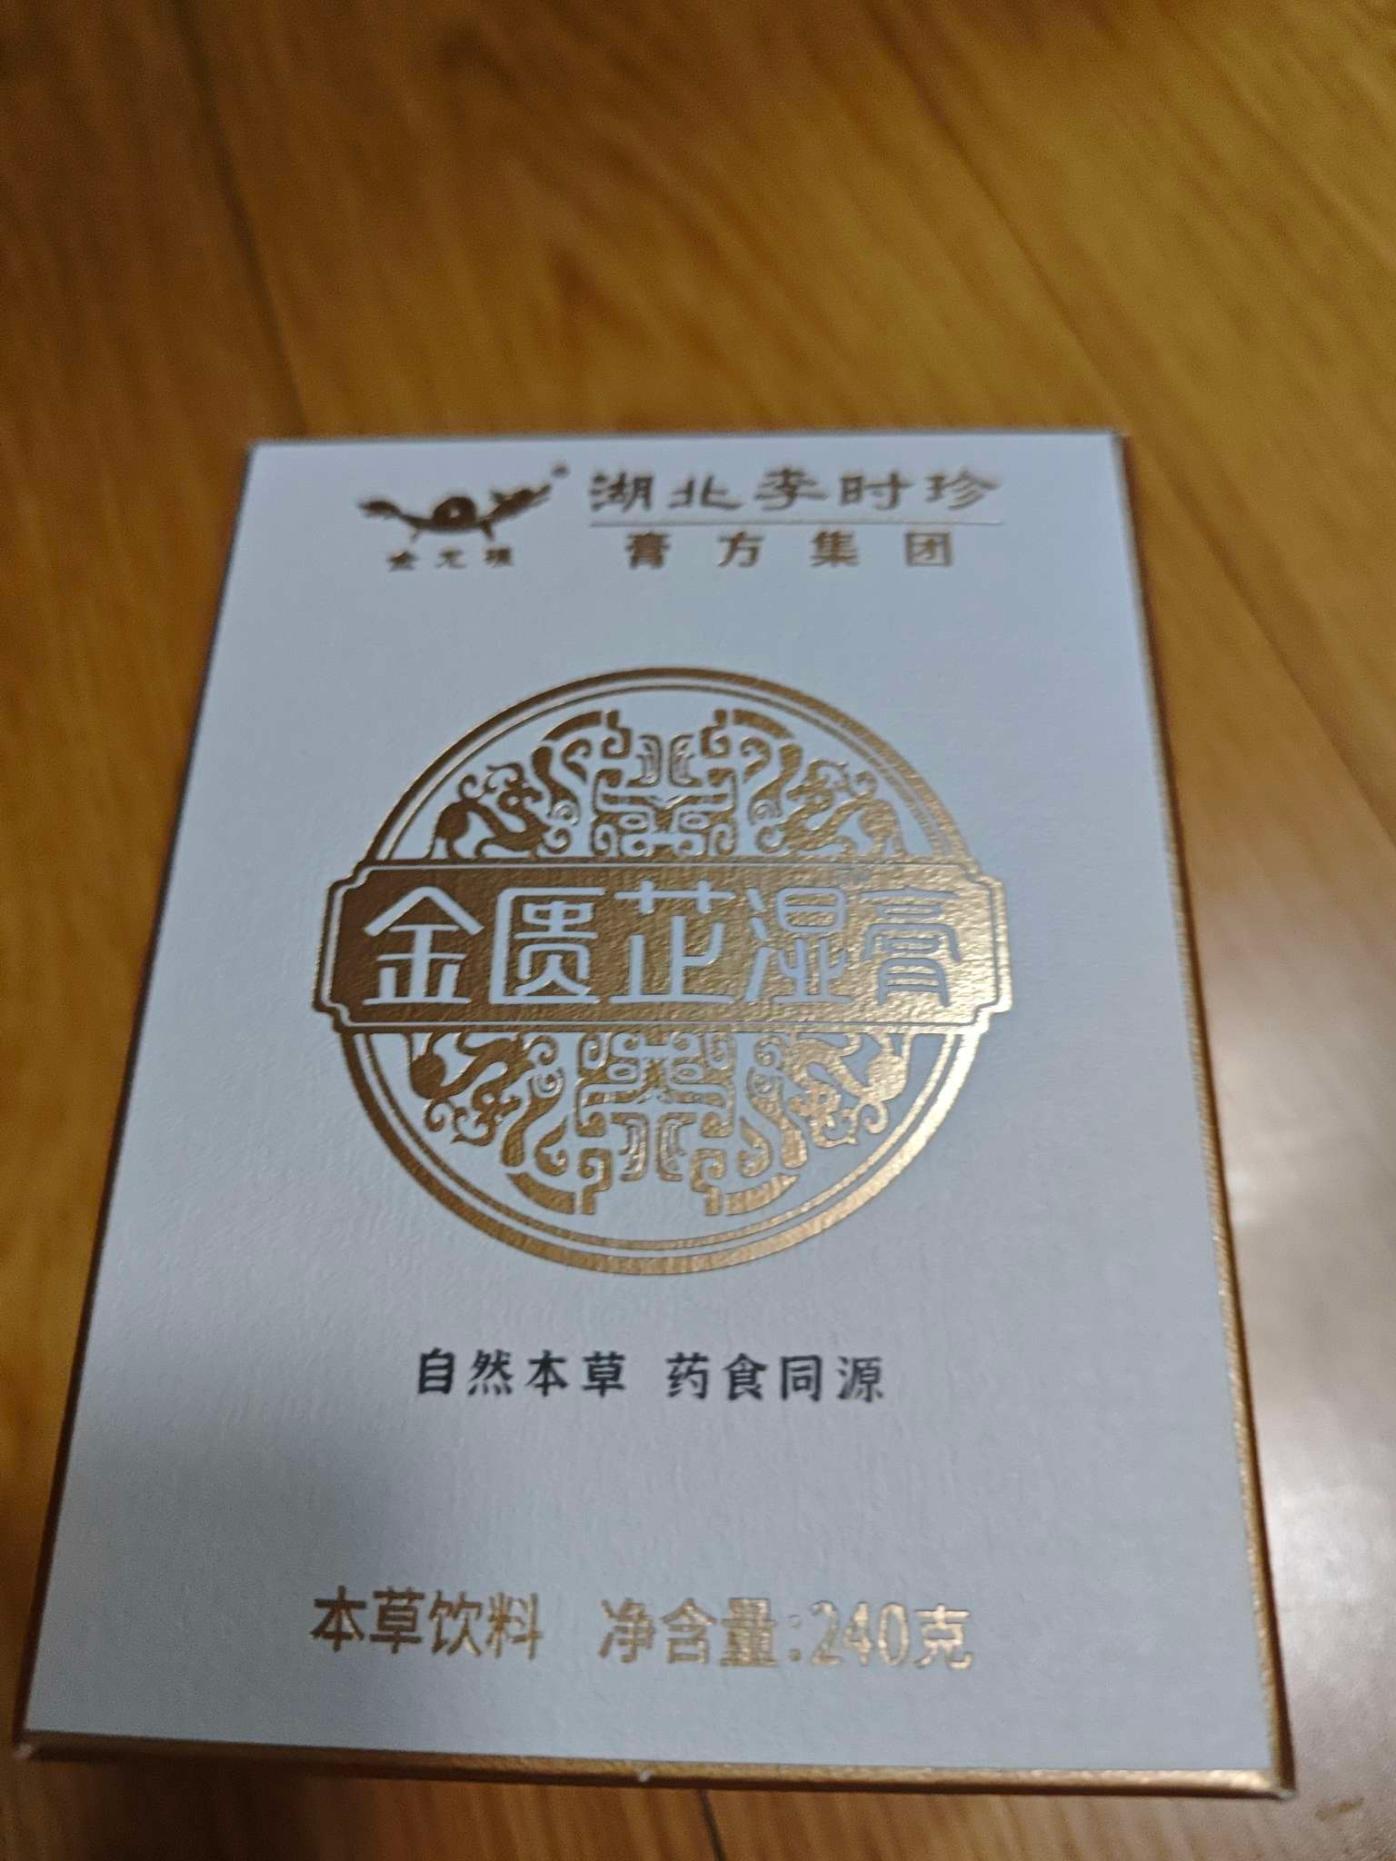 湖北李时珍
膏方集团
金匮芷湿膏
自然本草 药食同源
本草饮料 净含量:240克